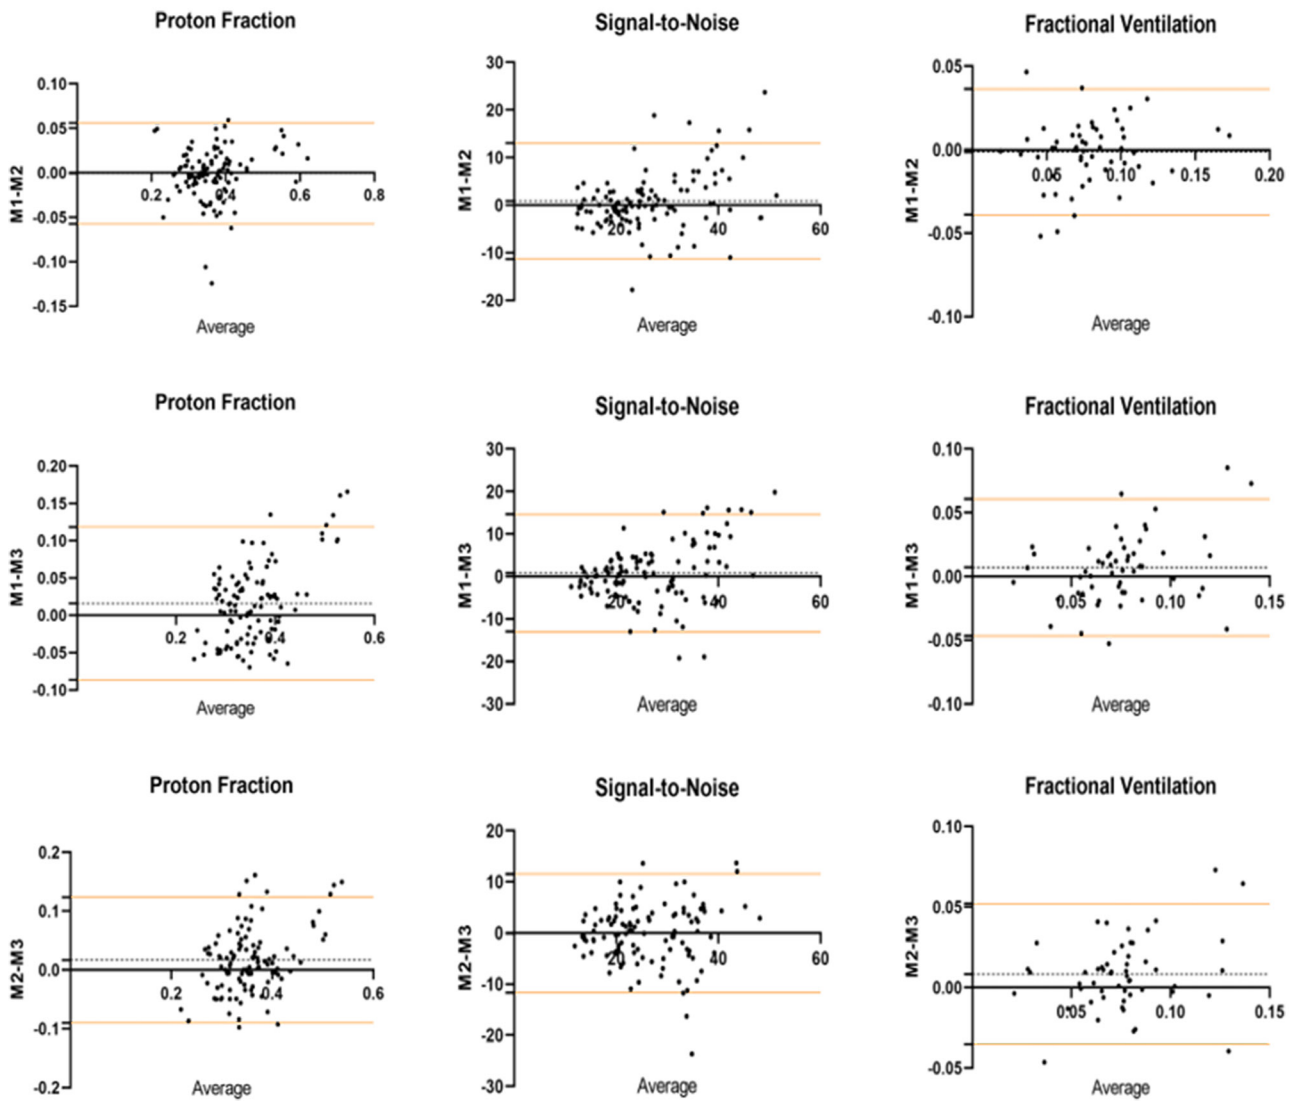 Proton Fraction
0.10
0.05
0.00
-0.05
-0.10
-0.15
M1-M2
0.2
0.4
0.6
0.8
Average
Signal-to-Noise
30
20
10
0
-10
-20
M1-M2
20
40
60
Average
Fractional Ventilation
0.05
0.00
-0.05
-0.10
M1-M2
0.05
0.10
0.15
0.20
Average
Proton Fraction
0.20
0.15
0.10
0.05
0.00
-0.05
-0.10
M1-M3
0.2
0.4
0.6
Average
Signal-to-Noise
30
20
10
0
-10
-20
-30
M1-M3
20
40
60
Average
Fractional Ventilation
0.10
0.05
0.00
-0.05
-0.10
M1-M3
0.05
0.10
0.15
Average
Proton Fraction
0.2
0.1
0.0
-0.1
-0.2
M2-M3
0.2
0.4
0.6
Average
Signal-to-Noise
20
10
0
-10
-20
-30
M2-M3
20
40
60
Average
Fractional Ventilation
0.10
0.05
0.00
-0.05
M2-M3
0.05
0.10
0.15
Average